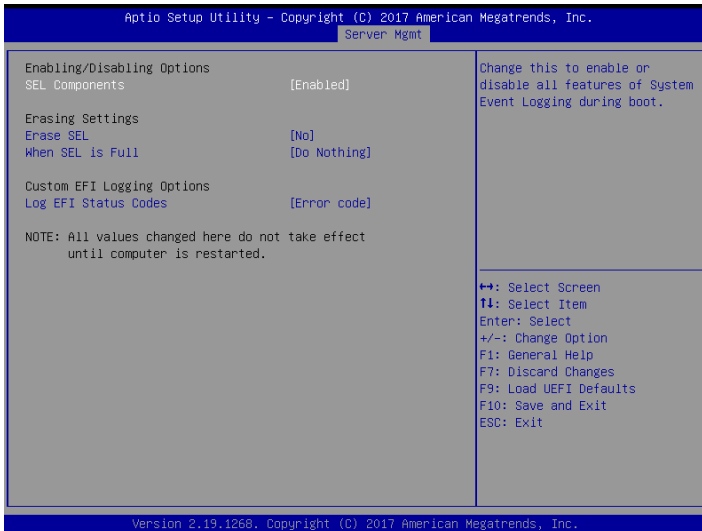 Aptio Setup Utility – Copyright (C) 2017 American Megatrends, Inc.
Server Mgmt
Enabling/Disabling Options
SEL Components [Enabled]
Erasing Settings
Erase SEL [No]
When SEL is Full [Do Nothing]
Custom EFI Logging Options
Log EFI Status Codes [Error code]
NOTE: All values changed here do not take effect
until computer is restarted.
Change this to enable or
disable all features of System
Event Logging during boot.
↔: Select Screen
↑↓: Select Item
Enter: Select
+/-: Change Option
F1: General Help
F7: Discard Changes
F9: Load UEFI Defaults
F10: Save and Exit
ESC: Exit
Version 2.19.1268. Copyright (C) 2017 American Megatrends, Inc.